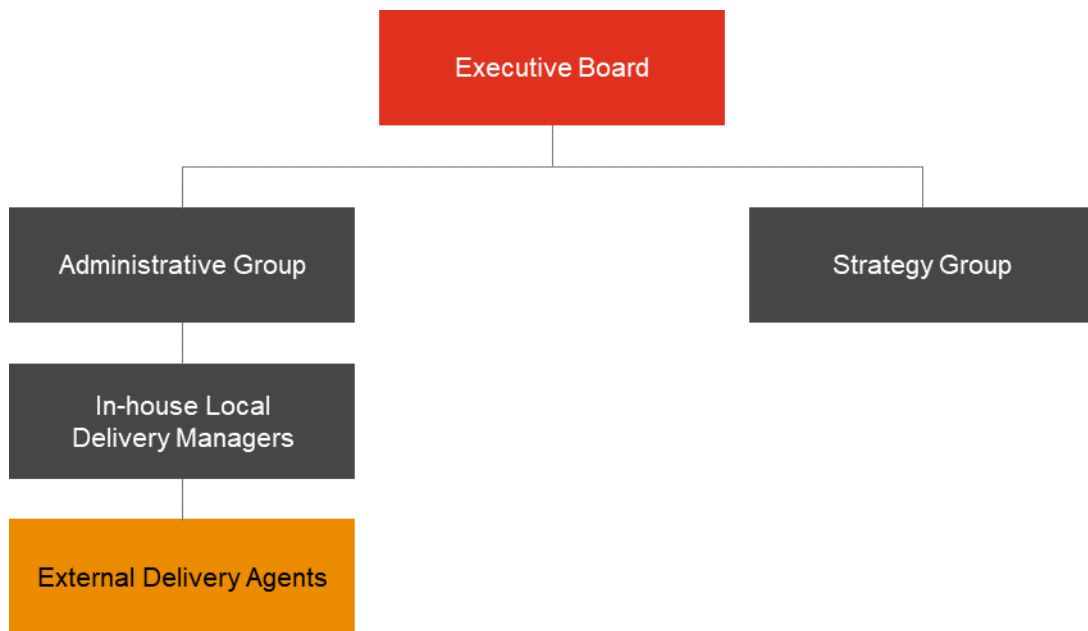 Executive Board
Administrative Group
Strategy Group
In-house Local
Delivery Managers
External Delivery Agents